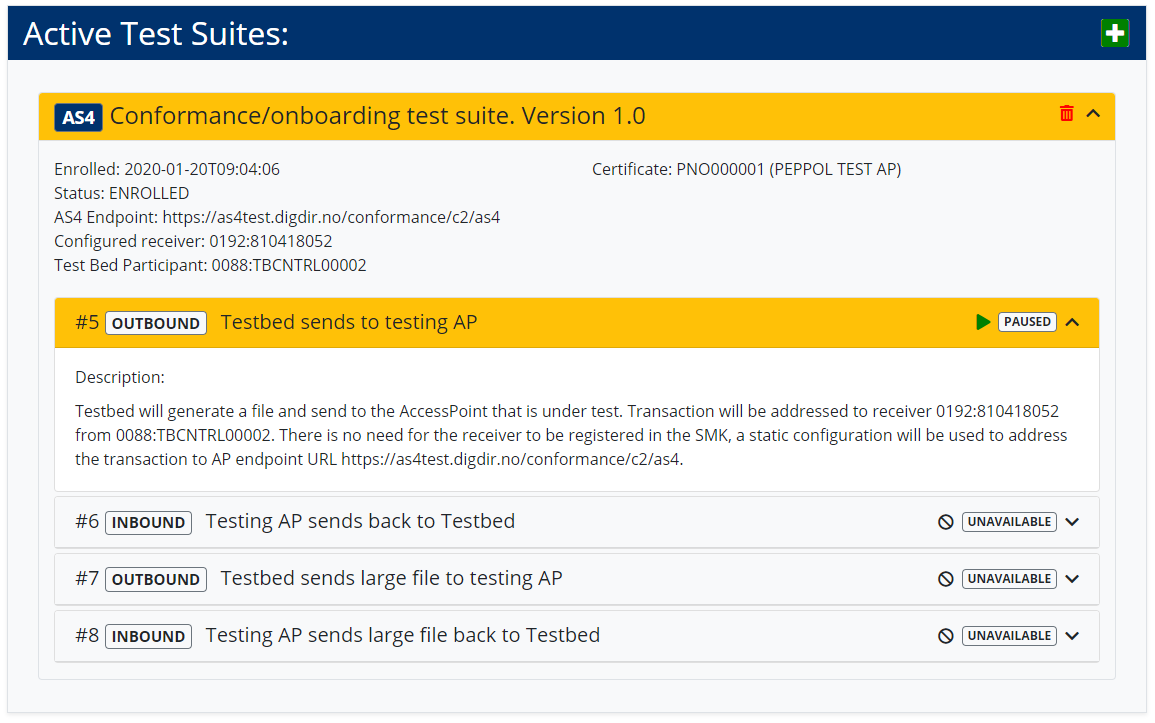 Active Test Suites:
AS4 Conformance/onboarding test suite. Version 1.0
Enrolled: 2020-01-20T09:04:06
Certificate: PNO000001 (PEPPOL TEST AP)
Status: ENROLLED
AS4 Endpoint: https://as4test.digdir.no/conformance/c2/as4
Configured receiver: 0192:810418052
Test Bed Participant: 0088:TBCNTRL00002
#5 OUTBOUND Testbed sends to testing AP PAUSED
Description:
Testbed will generate a file and send to the AccessPoint that is under test. Transaction will be addressed to receiver 0192:810418052
from 0088:TBCNTRL00002. There is no need for the receiver to be registered in the SMK, a static configuration will be used to address
the transaction to AP endpoint URL https://as4test.digdir.no/conformance/c2/as4.
#6 INBOUND Testing AP sends back to Testbed UNAVAILABLE
#7 OUTBOUND Testbed sends large file to testing AP UNAVAILABLE
#8 INBOUND Testing AP sends large file back to Testbed UNAVAILABLE